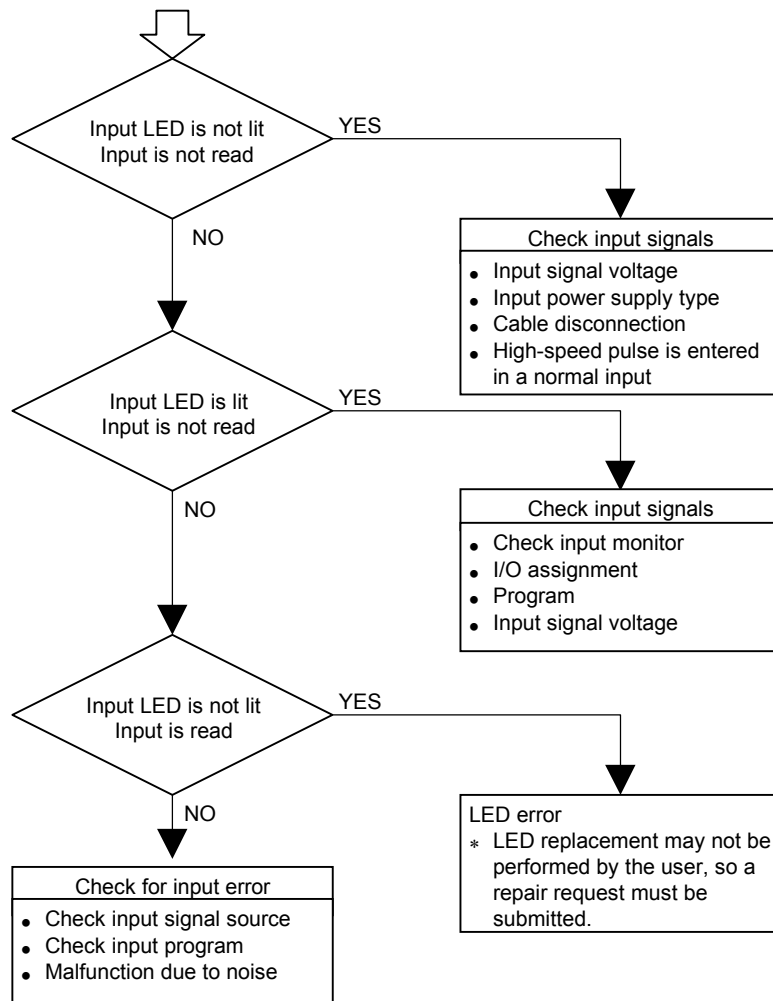 Input LED is not lit
Input is not read
YES
NO
Check input signals
• Input signal voltage
• Input power supply type
• Cable disconnection
• High-speed pulse is entered
in a normal input
Input LED is lit
Input is not read
YES
NO
Check input signals
• Check input monitor
• I/O assignment
• Program
• Input signal voltage
Input LED is not lit
Input is read
YES
NO
LED error
* LED replacement may not be
performed by the user, so a
repair request must be
submitted.
Check for input error
• Check input signal source
• Check input program
• Malfunction due to noise